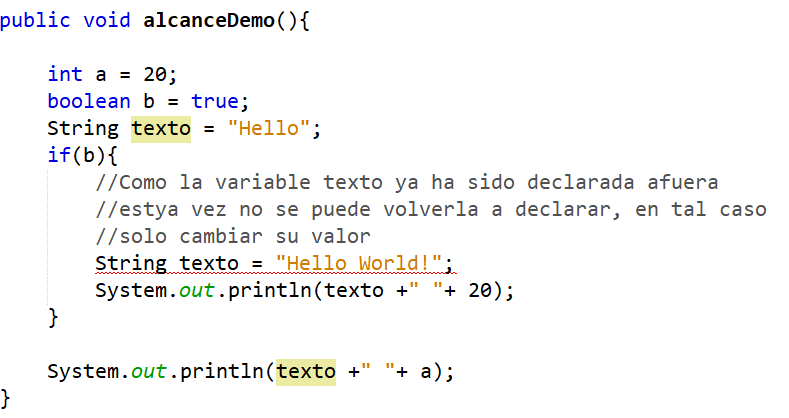 public void alcanceDemo(){
int a = 20;
boolean b = true;
String texto = "Hello";
if(b){
//Como la variable texto ya ha sido declarada afuera
//estya vez no se puede volverla a declarar, en tal caso
//solo cambiar su valor
String texto = "Hello World!";
System.out.println(texto +" "+ 20);
}
System.out.println(texto +" "+ a);
}